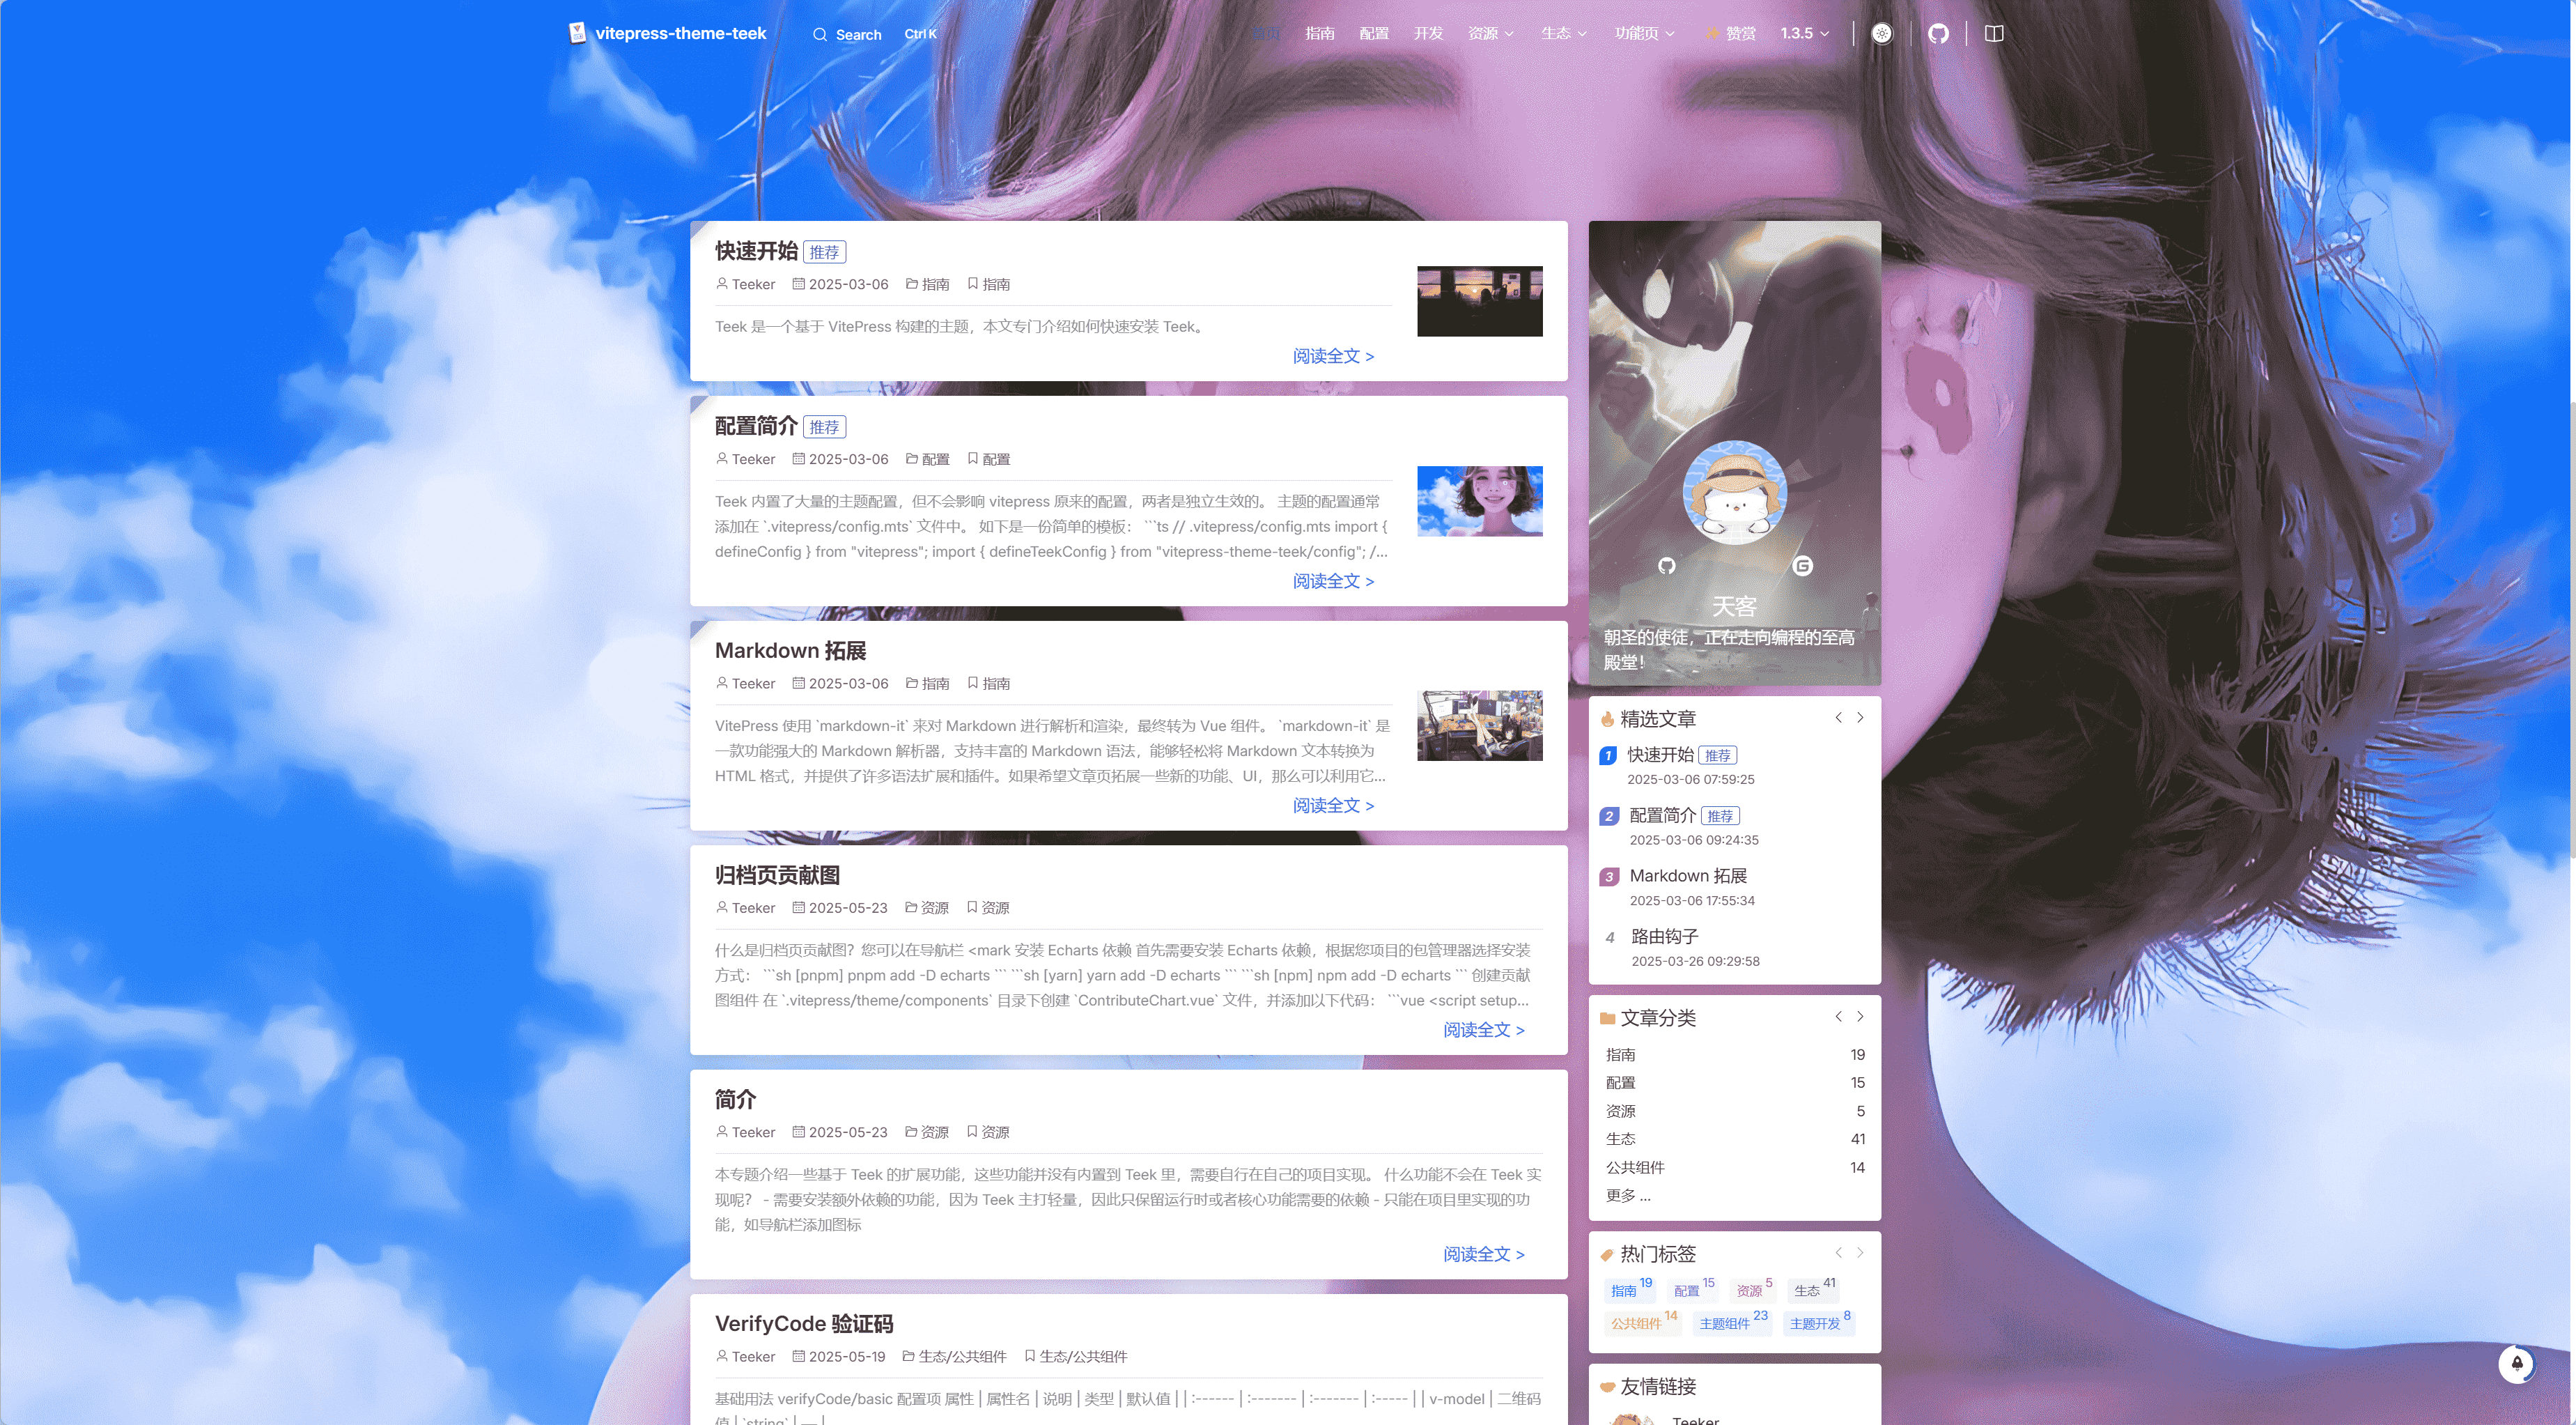 vitepress-theme-teek
Search
Ctrl K
首页
指南
配置
开发
资源
生态
功能页
赞赏
1.3.5
快速开始 推荐
Teeker 2025-03-06 指南 指南
Teek 是一个基于 VitePress 构建的主题，本文专门介绍如何快速安装 Teek。
阅读全文 >
配置简介 推荐
Teeker 2025-03-06 配置 配置
Teek 内置了大量的主题配置，但不会影响 vitepress 原来的配置，两者是独立生效的。 主题的配置通常
添加在 `.vitepress/config.mts` 文件中。 如下是一份简单的模板： ```ts // .vitepress/config.mts import {
defineConfig } from "vitepress"; import { defineTeekConfig } from "vitepress-theme-teek/config"; /...
阅读全文 >
Markdown 拓展
Teeker 2025-03-06 指南 指南
VitePress 使用 `markdown-it` 来对 Markdown 进行解析和渲染，最终转为 Vue 组件。 `markdown-it` 是
一款功能强大的 Markdown 解析器，支持丰富的 Markdown 语法，能够轻松将 Markdown 文本转换为
HTML 格式，并提供了许多语法扩展和插件。如果希望文章页拓展一些新的功能、UI，那么可以利用它...
阅读全文 >
归档页贡献图
Teeker 2025-05-23 资源 资源
什么是归档页贡献图？您可以在导航栏 <mark 安装 Echarts 依赖 首先需要安装 Echarts 依赖，根据您项目的包管理器选择安装
方式： ```sh [pnpm] pnpm add -D echarts ``` ```sh [yarn] yarn add -D echarts ``` ```sh [npm] npm add -D echarts ``` 创建贡献
图组件 在 `.vitepress/theme/components` 目录下创建 `ContributeChart.vue` 文件，并添加以下代码： ```vue <script setup...
阅读全文 >
简介
Teeker 2025-05-23 资源 资源
本专题介绍一些基于 Teek 的扩展功能，这些功能并没有内置到 Teek 里，需要自行在自己的项目实现。 什么功能不会在 Teek 实
现呢？ - 需要安装额外依赖的功能，因为 Teek 主打轻量，因此只保留运行时或者核心功能需要的依赖 - 只能在项目里实现的功
能，如导航栏添加图标
阅读全文 >
VerifyCode 验证码
Teeker 2025-05-19 生态/公共组件 生态/公共组件
基础用法 verifyCode/basic 配置项 属性 | 属性名 | 说明 | 类型 | 默认值 | | :------ | :------- | :------- | :----- | | v-model | 二维码
值 | `string` | — |
天客
朝圣的使徒，正在走向编程的至高
殿堂！
精选文章
1 快速开始 推荐
2025-03-06 07:59:25
2 配置简介 推荐
2025-03-06 09:24:35
3 Markdown 拓展
2025-03-06 17:55:34
4 路由钩子
2025-03-26 09:29:58
文章分类
指南 19
配置 15
资源 5
生态 41
公共组件 14
更多 ...
热门标签
指南 19 配置 15 资源 5 生态 41
公共组件 14 主题组件 23 主题开发 8
友情链接
Teeker